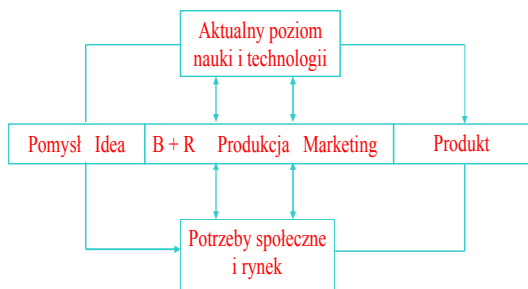 Aktualny poziom
nauki i technologii
Pomysł Idea
B + R Produkcja Marketing
Produkt
Potrzeby społeczne
i rynek